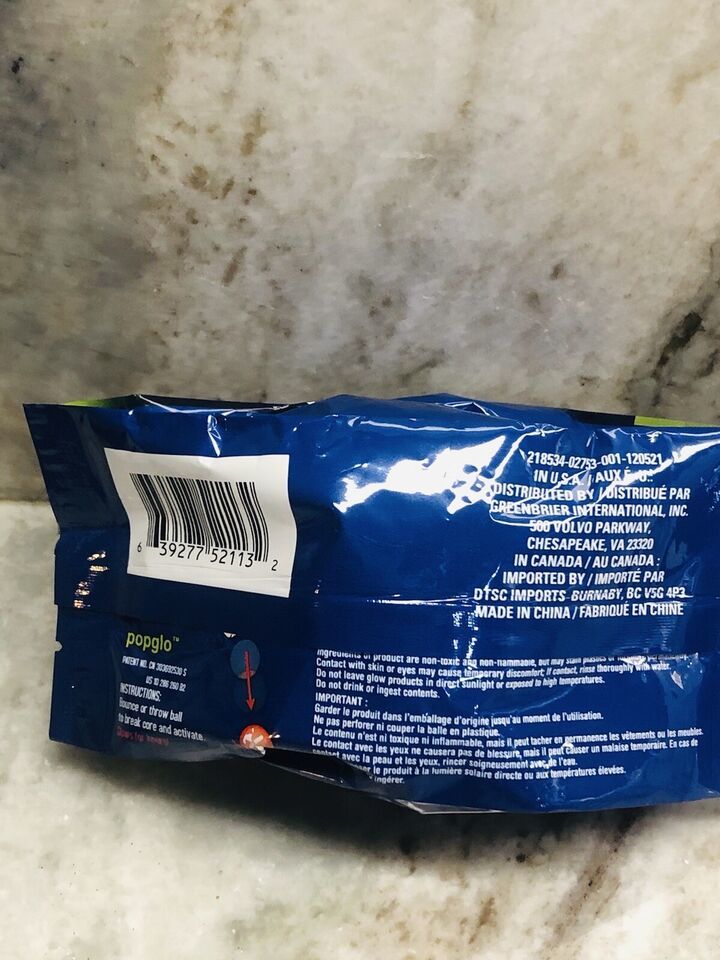 6 39277 52113 2
218534-02753-001-120521
IN U.S.A. / AUX
DISTRIBUTED BY / DISTRIBUÉ PAR
GREENBRIER INTERNATIONAL, INC.
500 VOLVO PARKWAY,
CHESAPEAKE, VA 23320
IN CANADA / AU CANADA :
IMPORTED BY / IMPORTÉ PAR
DTSC IMPORTS BURNABY, BC V5G 4P3
MADE IN CHINA / FABRIQUÉ EN CHINE
popglo™
PATENT NO. CN 303692530 S
US 10 286 260 B2
INSTRUCTIONS:
Bounce or throw ball
to break core and activate.
Ingredients of product are non-toxic and non-flammable, but may stain
Contact with skin or eyes may cause temporary discomfort; if contact, rinse thoroughly with water.
Do not leave glow products in direct sunlight or exposed to high temperatures.
Do not drink or ingest contents.
IMPORTANT :
Garder le produit dans l'emballage d'origine jusqu'au moment de l'utilisation.
Ne pas perforer ni couper la balle en plastique.
Le contenu n'est ni toxique ni inflammable, mais il peut tacher en permanence les vêtements ou les meubles.
Le contact avec les yeux ne causera pas de blessure, mais il peut causer un malaise temporaire. En cas de
contact avec la peau et les yeux, rincer soigneusement avec de l'eau.
le produit à la lumière solaire directe ou aux températures élevées.
ingérer.